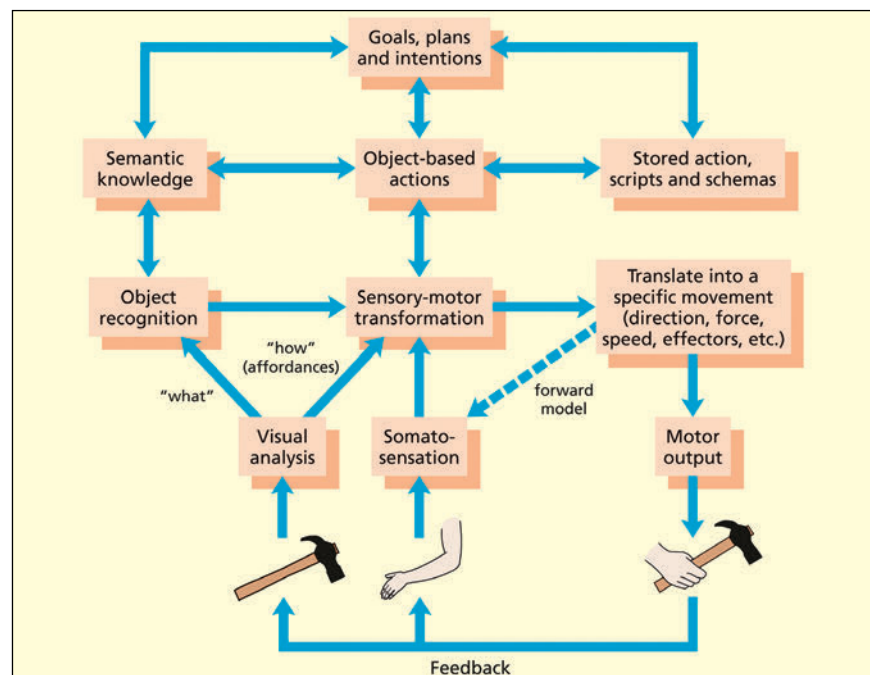 Goals, plans
and intentions
Semantic
knowledge
Object-based
actions
Stored action,
scripts and schemas
Object
recognition
Sensory-motor
transformation
Translate into a
specific movement
(direction, force,
speed, effectors, etc.)
"how"
(affordances)
"what"
forward
model
Visual
analysis
Somato-
sensation
Motor
output
Feedback